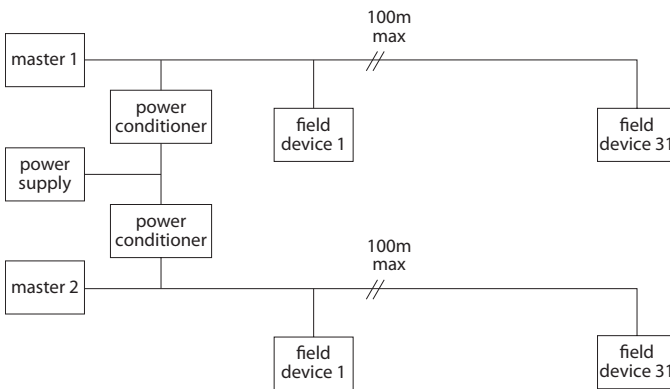 100m
max
master 1
power
conditioner
field
device 1
field
device 31
power
supply
power
conditioner
100m
max
master 2
field
device 1
field
device 31